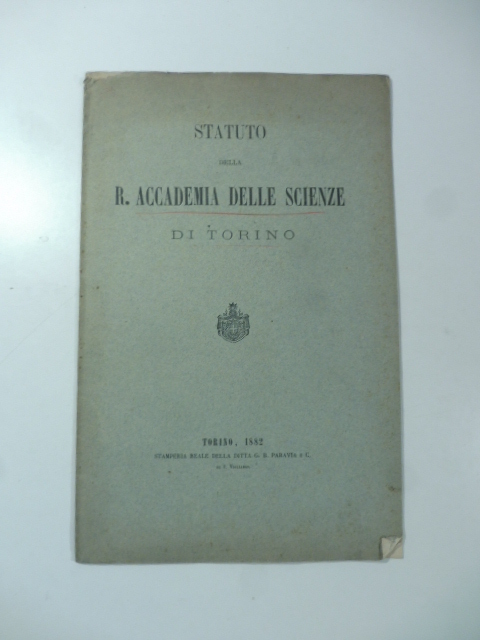 STATUTO
DELLA
R. ACCADEMIA DELLE SCIENZE
DI TORINO
TORINO, 1882
STAMPERIA REALE DELLA DITTA G. B. PARAVIA E C.